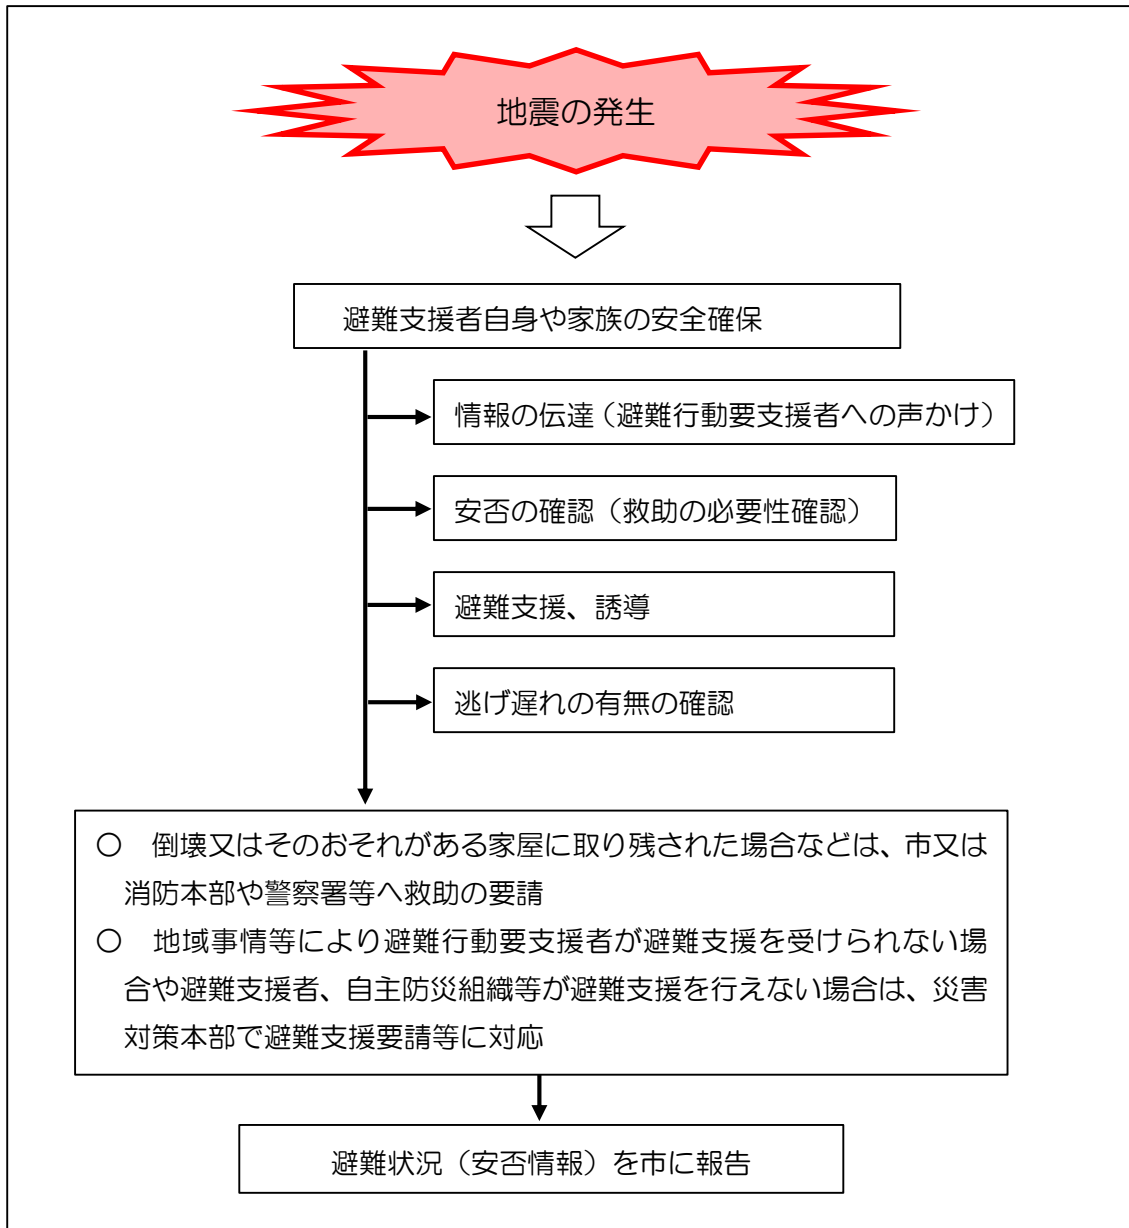 地震の発生
避難支援者自身や家族の安全確保
情報の伝達（避難行動要支援者への声かけ）
安否の確認（救助の必要性確認）
避難支援、誘導
逃げ遅れの有無の確認
○　倒壊又はそのおそれがある家屋に取り残された場合などは、市又は
消防本部や警察署等へ救助の要請
○　地域事情等により避難行動要支援者が避難支援を受けられない場
合や避難支援者、自主防災組織等が避難支援を行えない場合は、災害
対策本部で避難支援要請等に対応
避難状況（安否情報）を市に報告